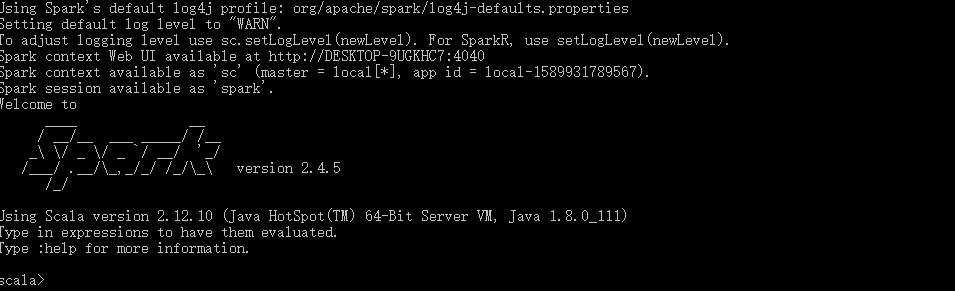 Using Spark's default log4j profile: org/apache/spark/log4j-defaults.properties
Setting default log level to "WARN".
To adjust logging level use sc.setLogLevel(newLevel). For SparkR, use setLogLevel(newLevel).
Spark context Web UI available at http://DESKTOP-9UGKHC7:4040
Spark context available as 'sc' (master = local[*], app id = local-1589931789567).
Spark session available as 'spark'.
Welcome to
Spark version 2.4.5
Using Scala version 2.12.10 (Java HotSpot(TM) 64-Bit Server VM, Java 1.8.0_111)
Type in expressions to have them evaluated.
Type :help for more information.
scala>